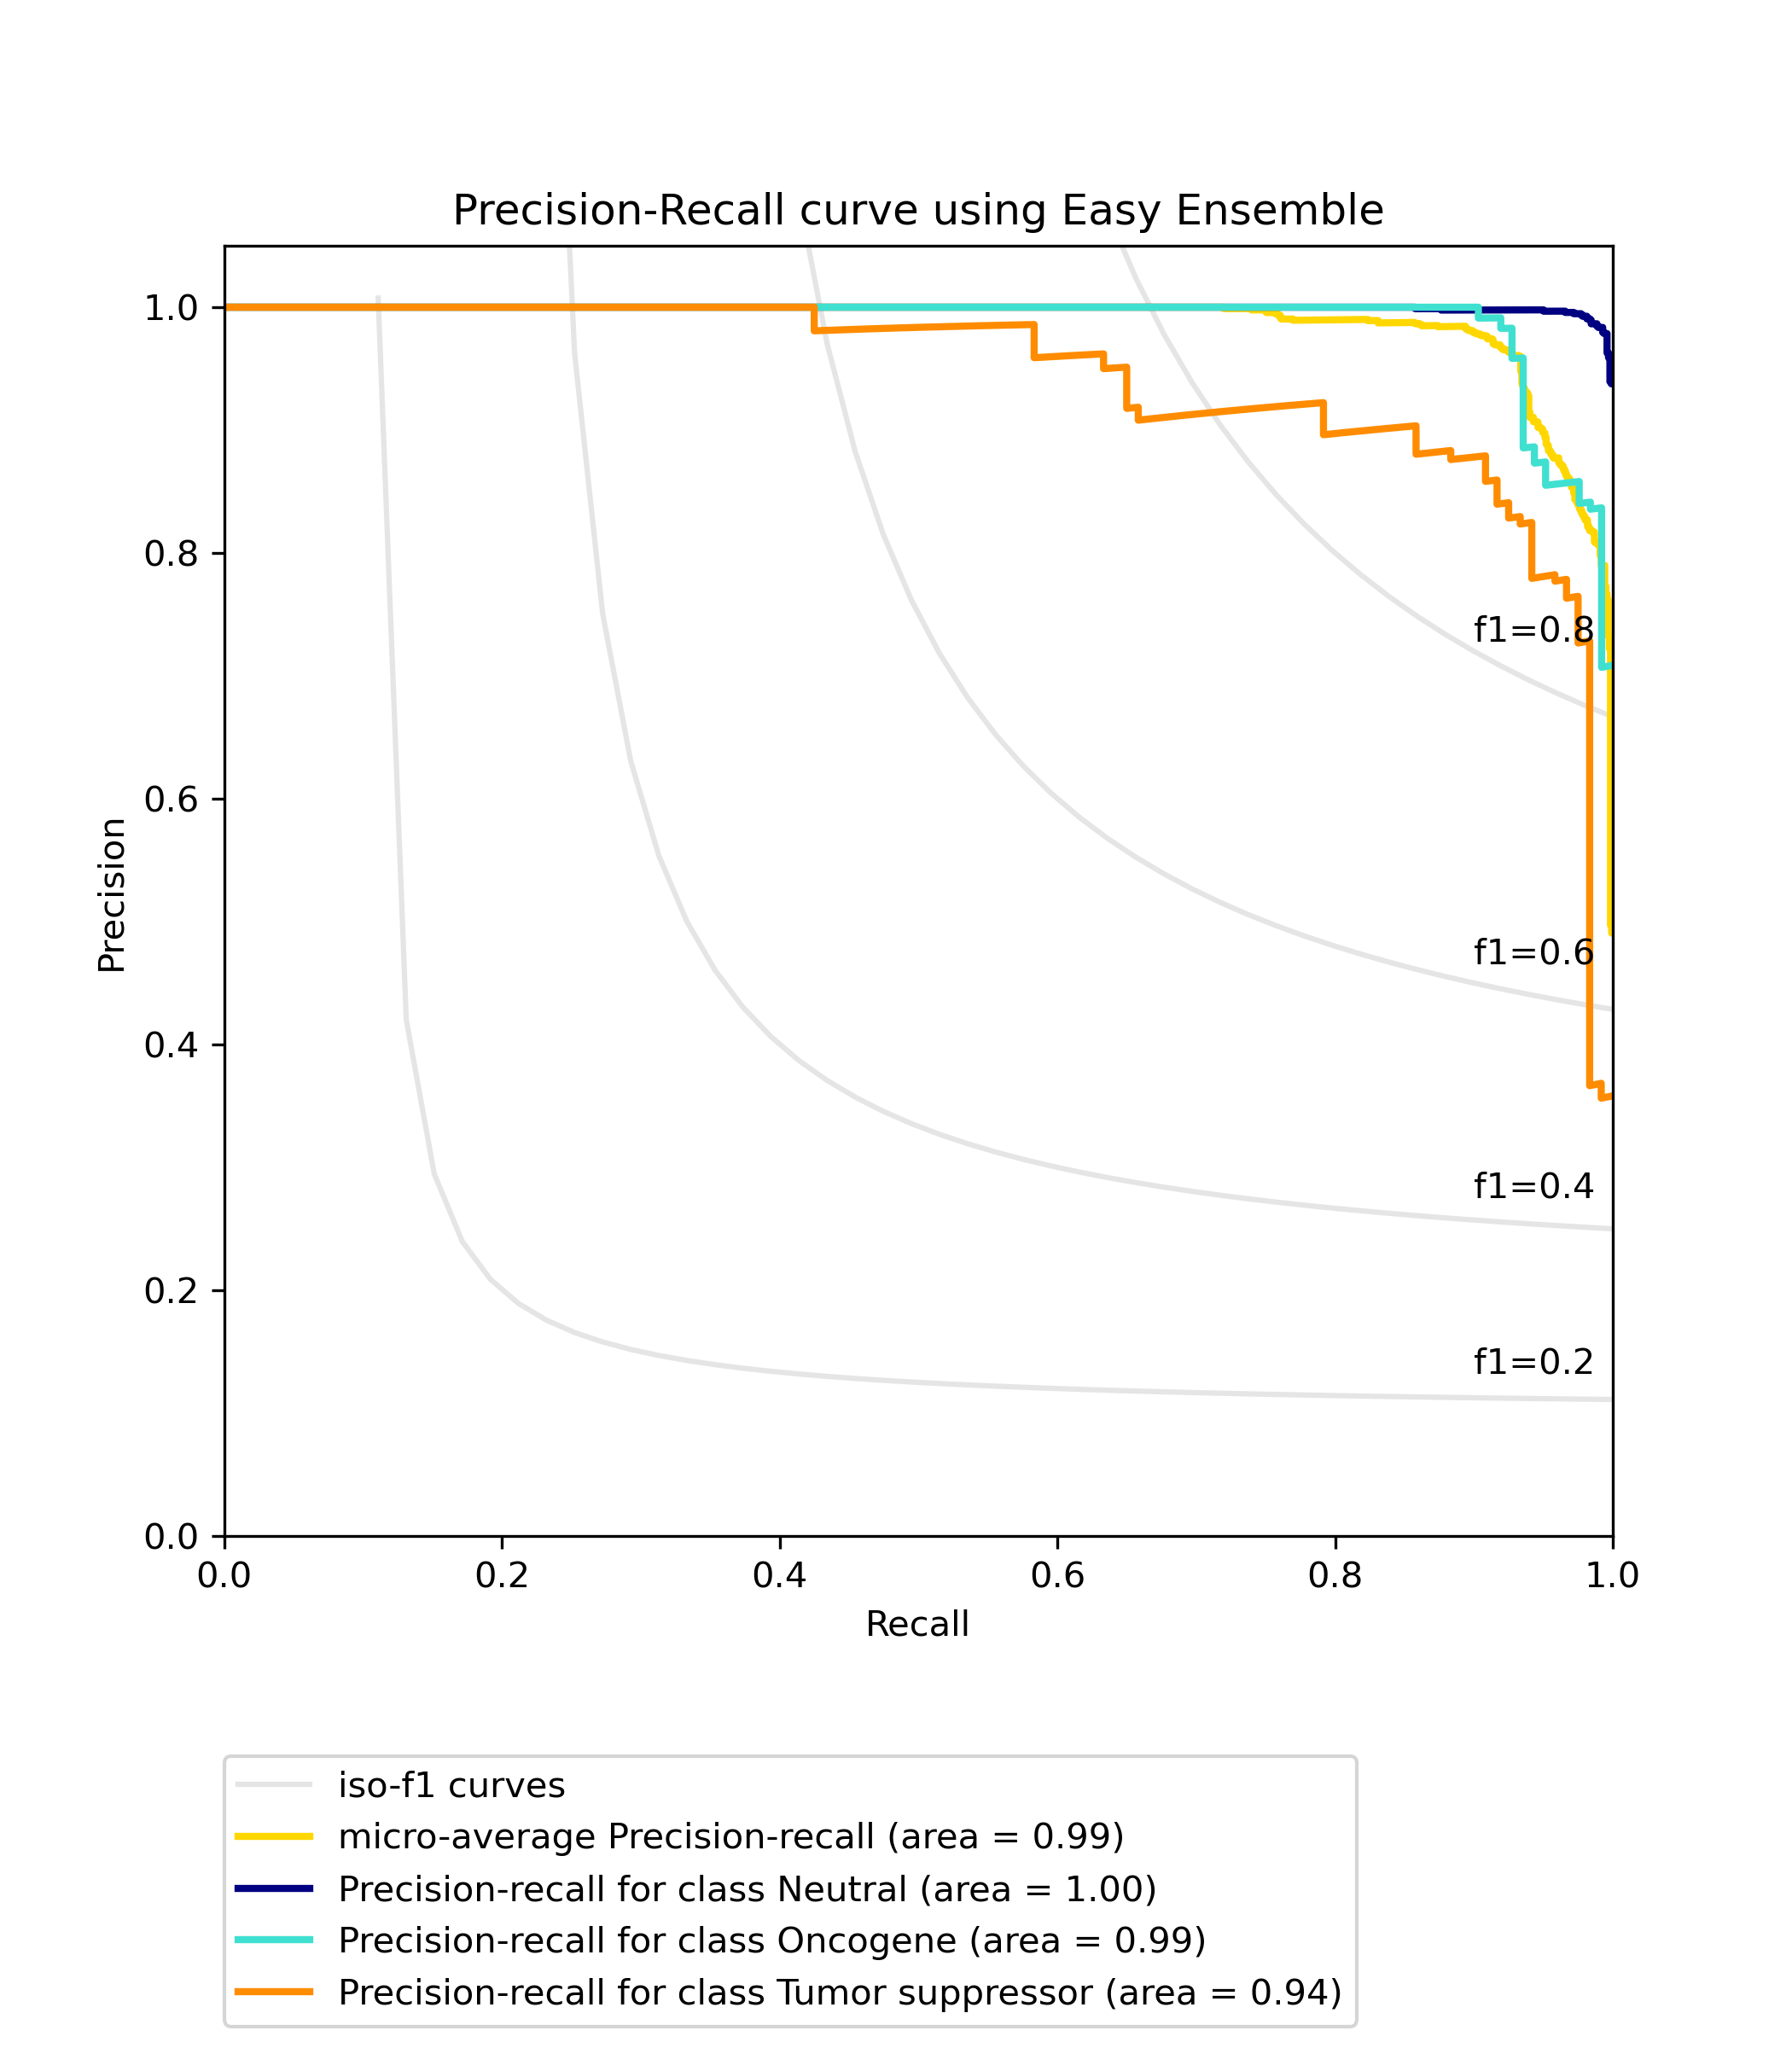 Precision-Recall curve using Easy Ensemble
1.0
0.8
f1=0.8
0.6
Precision
f1=0.6
0.4
f1=0.4
0.2
f1=0.2
0.0
0.0 0.2 0.4 0.6 0.8 1.0
Recall
iso-f1 curves
micro-average Precision-recall (area = 0.99)
Precision-recall for class Neutral (area = 1.00)
Precision-recall for class Oncogene (area = 0.99)
Precision-recall for class Tumor suppressor (area = 0.94)